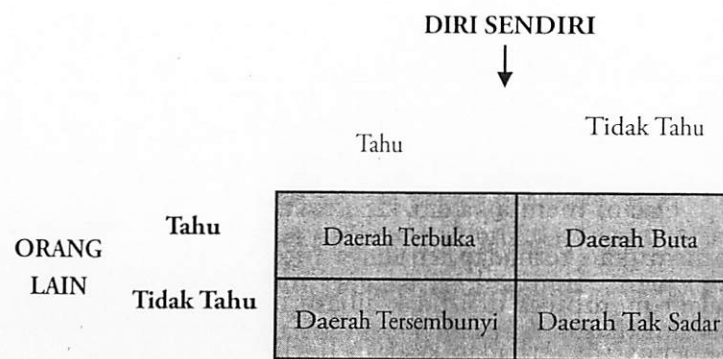 DIRI SENDIRI
Tahu
Tidak Tahu
ORANG
LAIN
Tahu
Tidak Tahu
Daerah Terbuka
Daerah Buta
Daerah Tersembunyi
Daerah Tak Sadar